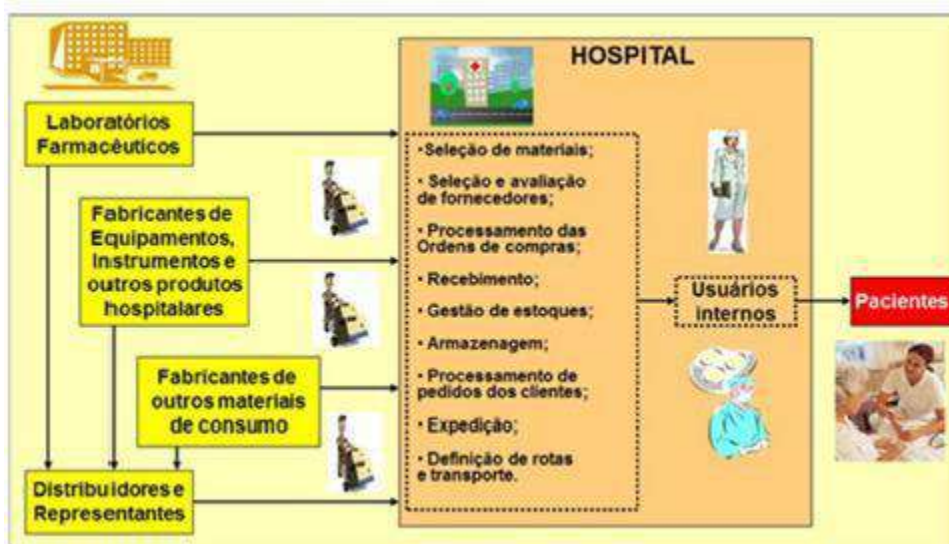 HOSPITAL
Laboratórios
Farmacêuticos
Fabricantes de
Equipamentos,
Instrumentos e
outros produtos
hospitalares
Fabricantes de
outros materiais
de consumo
Distribuidores e
Representantes
•Seleção de materiais;
• Seleção e avaliação
de fornecedores;
• Processamento das
Ordens de compras;
• Recebimento;
• Gestão de estoques;
• Armazenagem;
• Processamento de
pedidos dos clientes;
• Expedição;
• Definição de rotas
e transporte.
Usuários
internos
Pacientes